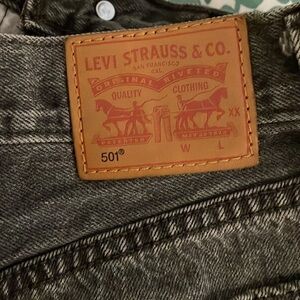 LEVI STRAUSS & CO.
SAN FRANCISCO
CAL.
ORIGINAL RIVETED
QUALITY CLOTHING
XX
501®
W L